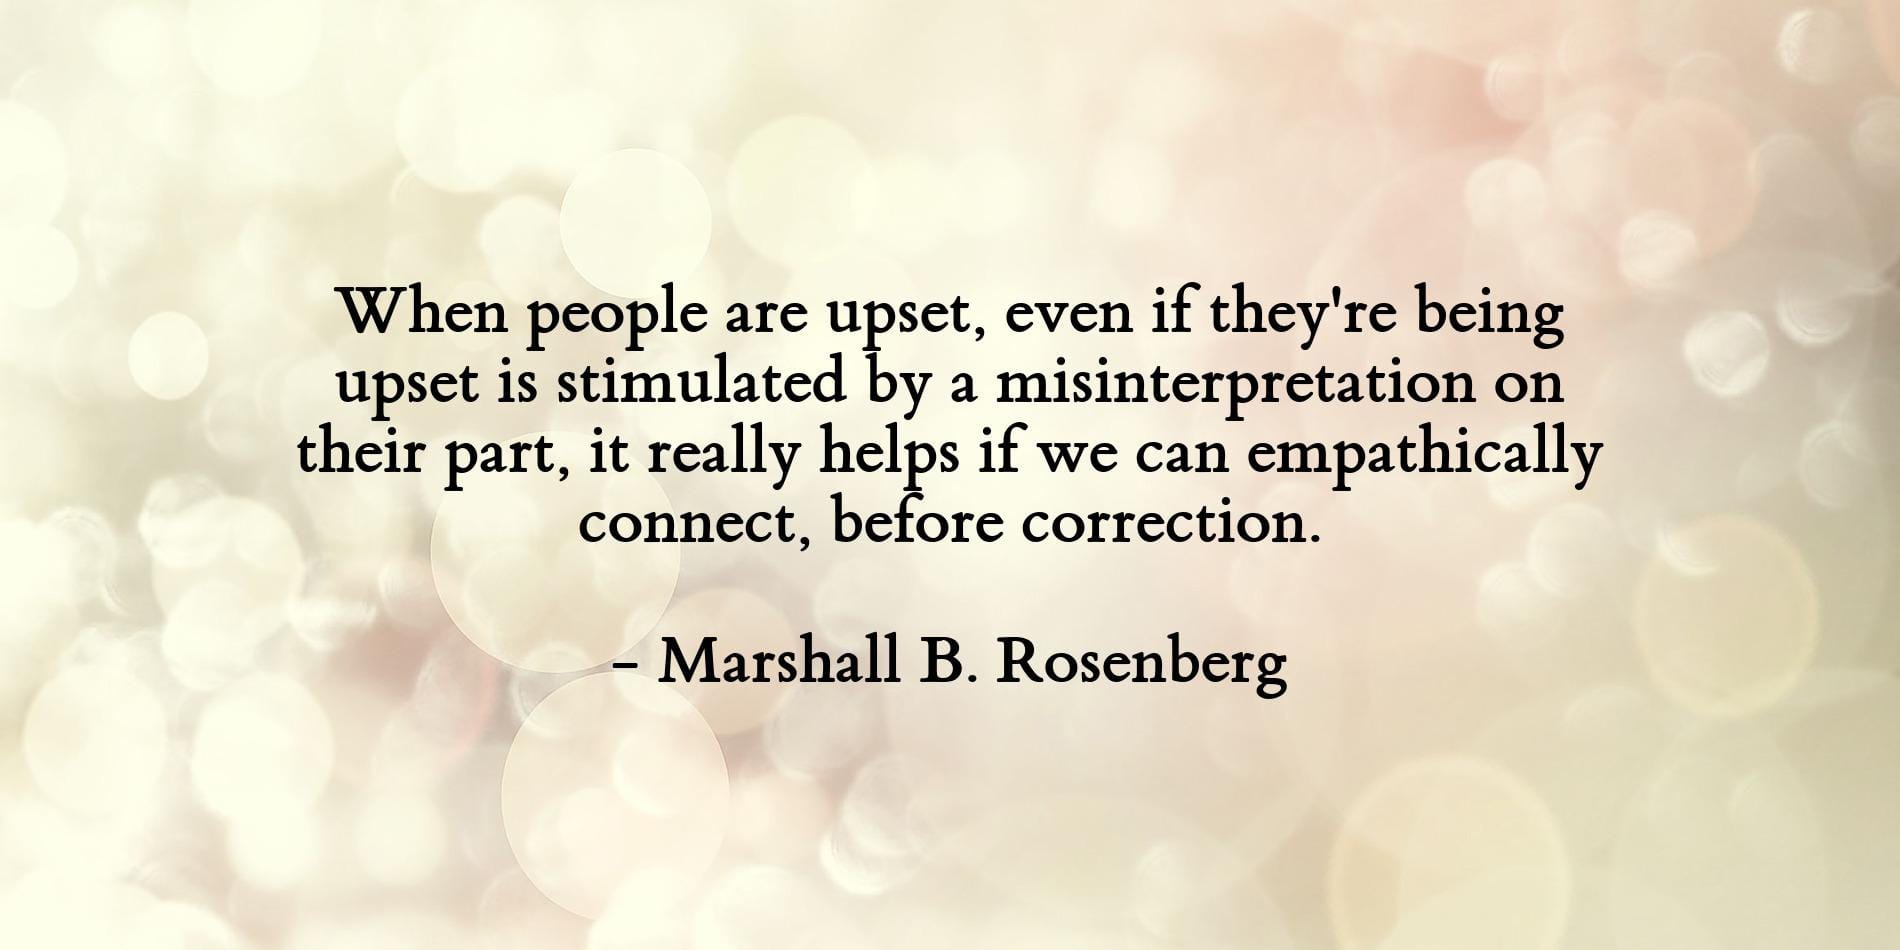 When people are upset, even if they're being
upset is stimulated by a misinterpretation on
their part, it really helps if we can empathically
connect, before correction.
- Marshall B. Rosenberg